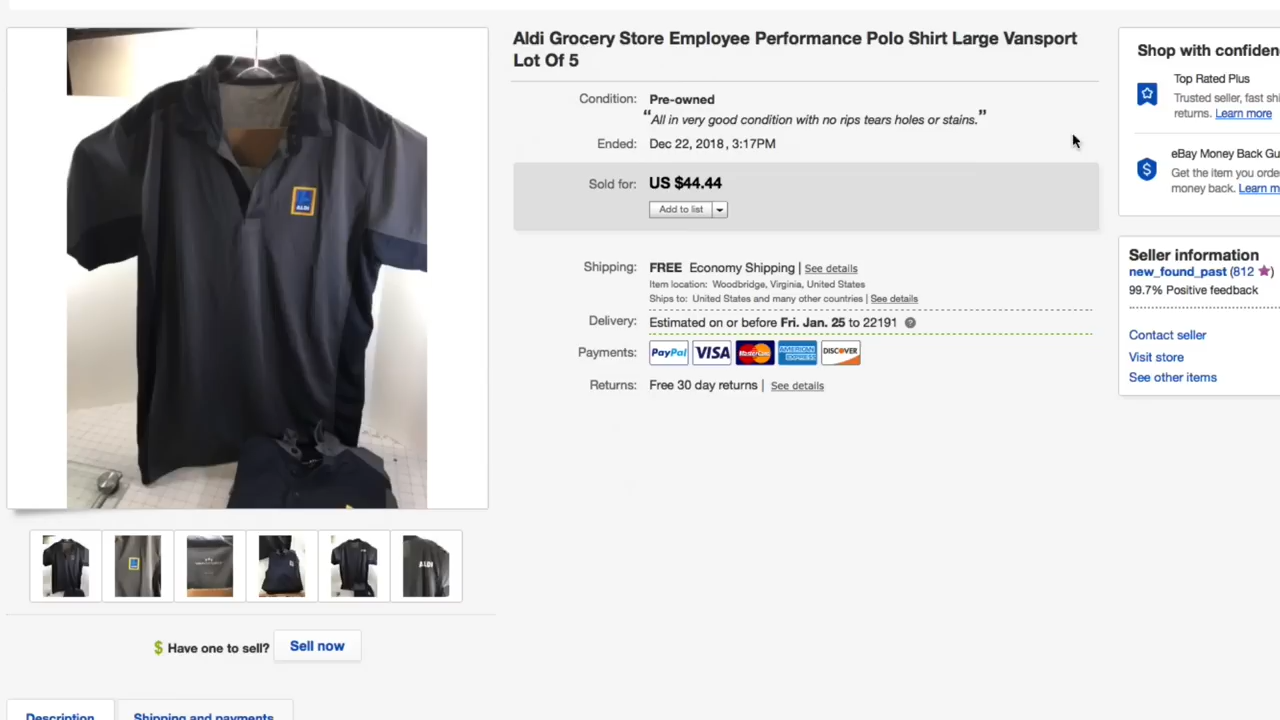 Aldi Grocery Store Employee Performance Polo Shirt Large Vansport
Lot Of 5
Condition: Pre-owned
“All in very good condition with no rips tears holes or stains.”
Ended: Dec 22, 2018 , 3:17PM
Sold for: US $44.44
Add to list
Shipping: FREE Economy Shipping | See details
Item location: Woodbridge, Virginia, United States
Ships to: United States and many other countries | See details
Delivery: Estimated on or before Fri. Jan. 25 to 22191
Payments: PayPal VISA MasterCard AMERICAN EXPRESS DISCOVER
Returns: Free 30 day returns | See details
Shop with confiden
Top Rated Plus
Trusted seller, fast shi
returns. Learn more
eBay Money Back Gu
Get the item you orde
money back. Learn m
Seller information
new_found_past (812 )
99.7% Positive feedback
Contact seller
Visit store
See other items
ALDI
ALDI
$ Have one to sell? Sell now
Description
Shipping and payments